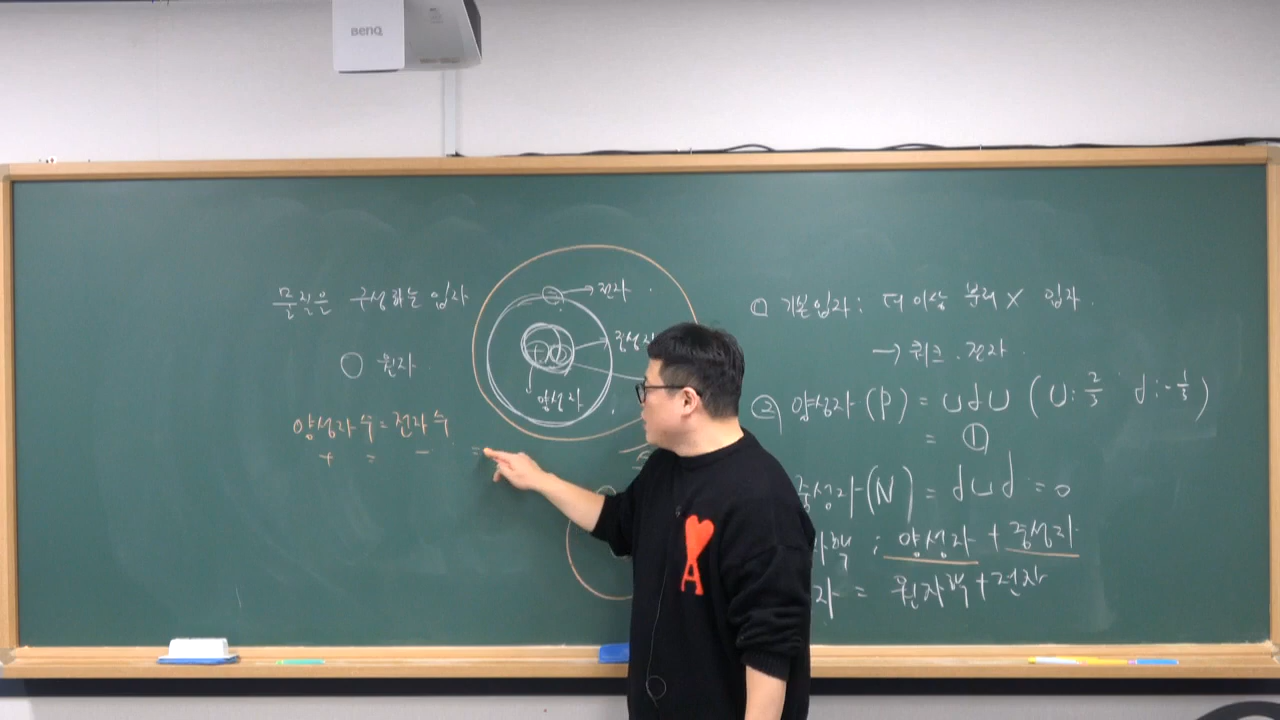 BenQ
물질을 구성하는 입자
○ 원자
양성자 수 = 전자 수
+ = − =
전자
중성자
양성자
① 기본입자 : 더 이상 분리 X 입자.
→ 쿼크. 전자.
② 양성자 (P) = udu (u: 2/3 d: -1/3)
= ①
중성자 (N) = dud = 0
자핵 ; 양성자 + 중성자
자 = 원자핵 + 전자
A